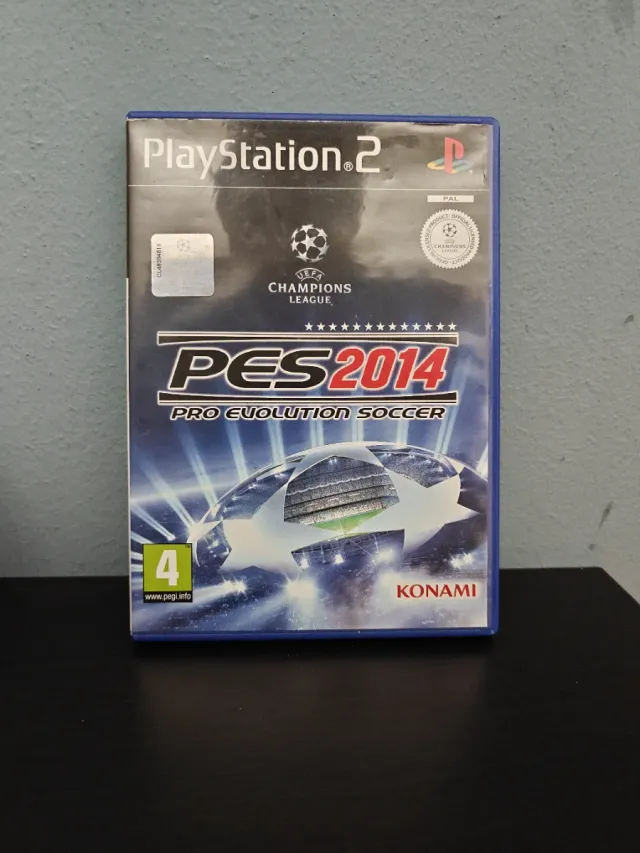 PlayStation®2
PAL
UEFA
CHAMPIONS
LEAGUE
PES2014
PRO EVOLUTION SOCCER
4
www.pegi.info
KONAMI